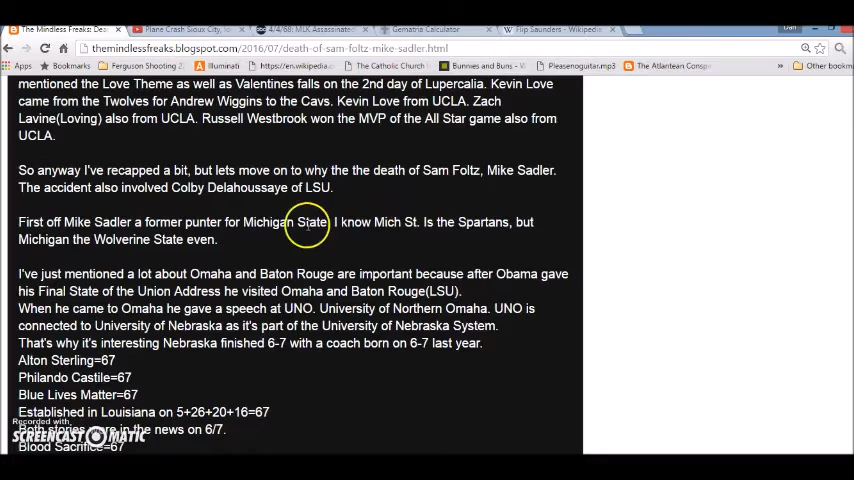 The Mindless Freaks: Dea
Plane Crash Sioux City, Io
4/4/68: MLK Assassinated
Gematria Calculator
Flip Saunders - Wikipedia
Dan
themindlessfreaks.blogspot.com/2016/07/death-of-sam-foltz-mike-sadler.html
Apps Bookmarks Ferguson Shooting 2 Illuminati https://en.wikipedia.o The Catholic Church Bunnies and Buns - W Pleasenoguitar.mp3 The Atlantean Consp » Other bookm
mentioned the Love Theme as well as Valentines falls on the 2nd day of Lupercalia. Kevin Love
came from the Twolves for Andrew Wiggins to the Cavs. Kevin Love from UCLA. Zach
Lavine(Loving) also from UCLA. Russell Westbrook won the MVP of the All Star game also from
UCLA.
So anyway I've recapped a bit, but lets move on to why the the death of Sam Foltz, Mike Sadler.
The accident also involved Colby Delahoussaye of LSU.
First off Mike Sadler a former punter for Michigan State. I know Mich St. Is the Spartans, but
Michigan the Wolverine State even.
I've just mentioned a lot about Omaha and Baton Rouge are important because after Obama gave
his Final State of the Union Address he visited Omaha and Baton Rouge(LSU).
When he came to Omaha he gave a speech at UNO. University of Northern Omaha. UNO is
connected to University of Nebraska as it's part of the University of Nebraska System.
That's why it's interesting Nebraska finished 6-7 with a coach born on 6-7 last year.
Alton Sterling=67
Philando Castile=67
Blue Lives Matter=67
Established in Louisiana on 5+26+20+16=67
Both stories were in the news on 6/7.
Blood Sacrifice=67
Recorded with
SCREENCAST MATIC